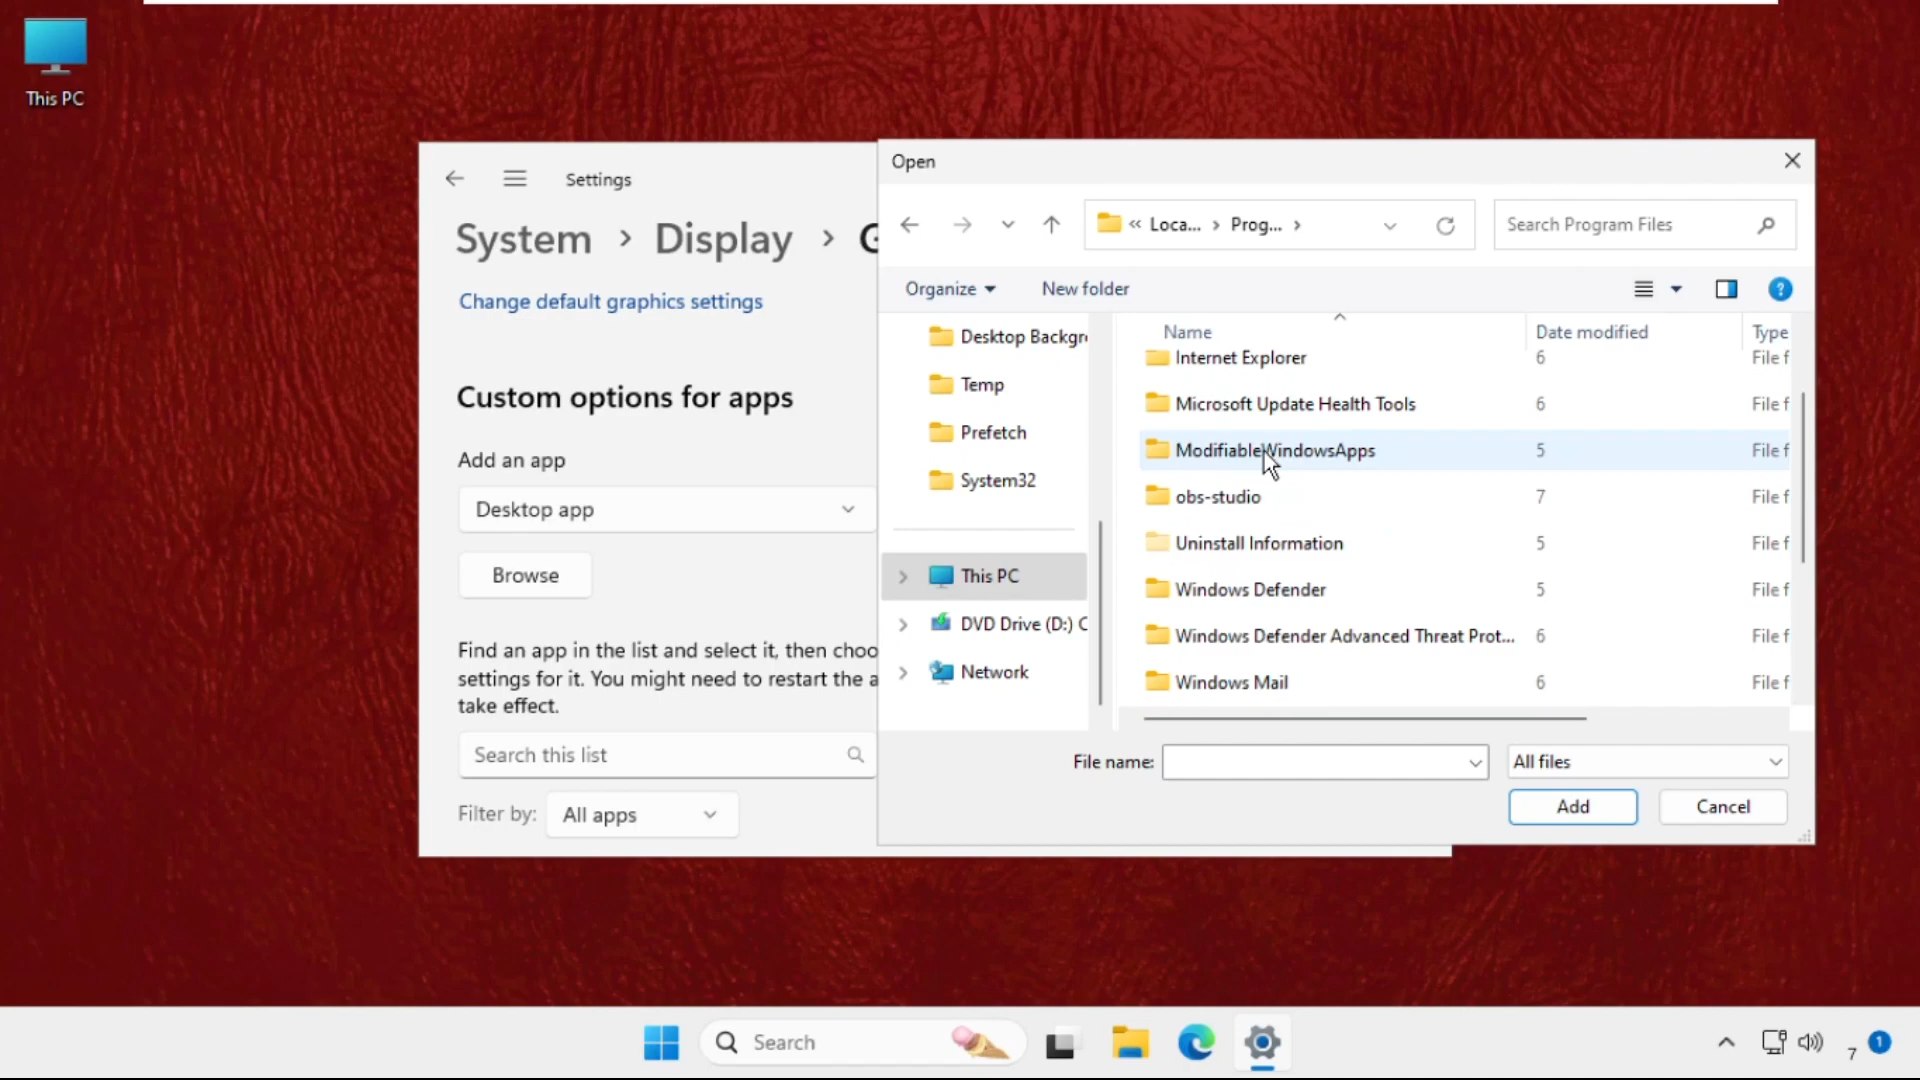 This PC
Settings
System > Display > G
Change default graphics settings
Custom options for apps
Add an app
Desktop app
Browse
Find an app in the list and select it, then choo
settings for it. You might need to restart the a
take effect.
Search this list
Filter by: All apps
Open
« Loca... > Prog... >
Search Program Files
Organize
New folder
Desktop Backgr
Temp
Prefetch
System32
This PC
DVD Drive (D:) C
Network
Name Date modified Type
Internet Explorer 6 File f
Microsoft Update Health Tools 6 File f
ModifiableWindowsApps 5 File f
obs-studio 7 File f
Uninstall Information 5 File f
Windows Defender 5 File f
Windows Defender Advanced Threat Prot... 6 File f
Windows Mail 6 File f
File name:
All files
Add
Cancel
Search
7
1